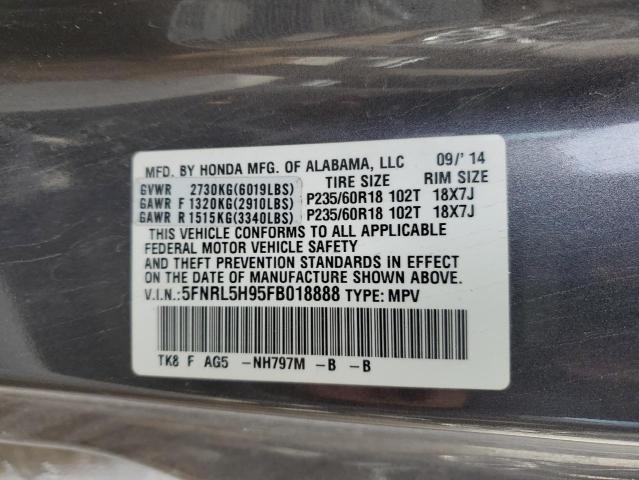 MFD. BY HONDA MFG. OF ALABAMA, LLC 09/'14
TIRE SIZE RIM SIZE
GVWR 2730KG(6019LBS)
GAWR F 1320KG(2910LBS) P235/60R18 102T 18X7J
GAWR R 1515KG(3340LBS) P235/60R18 102T 18X7J
THIS VEHICLE CONFORMS TO ALL APPLICABLE
FEDERAL MOTOR VEHICLE SAFETY
AND THEFT PREVENTION STANDARDS IN EFFECT
ON THE DATE OF MANUFACTURE SHOWN ABOVE.
V.I.N.:5FNRL5H95FB018888 TYPE: MPV
TK8 F AG5 -NH797M -B -B